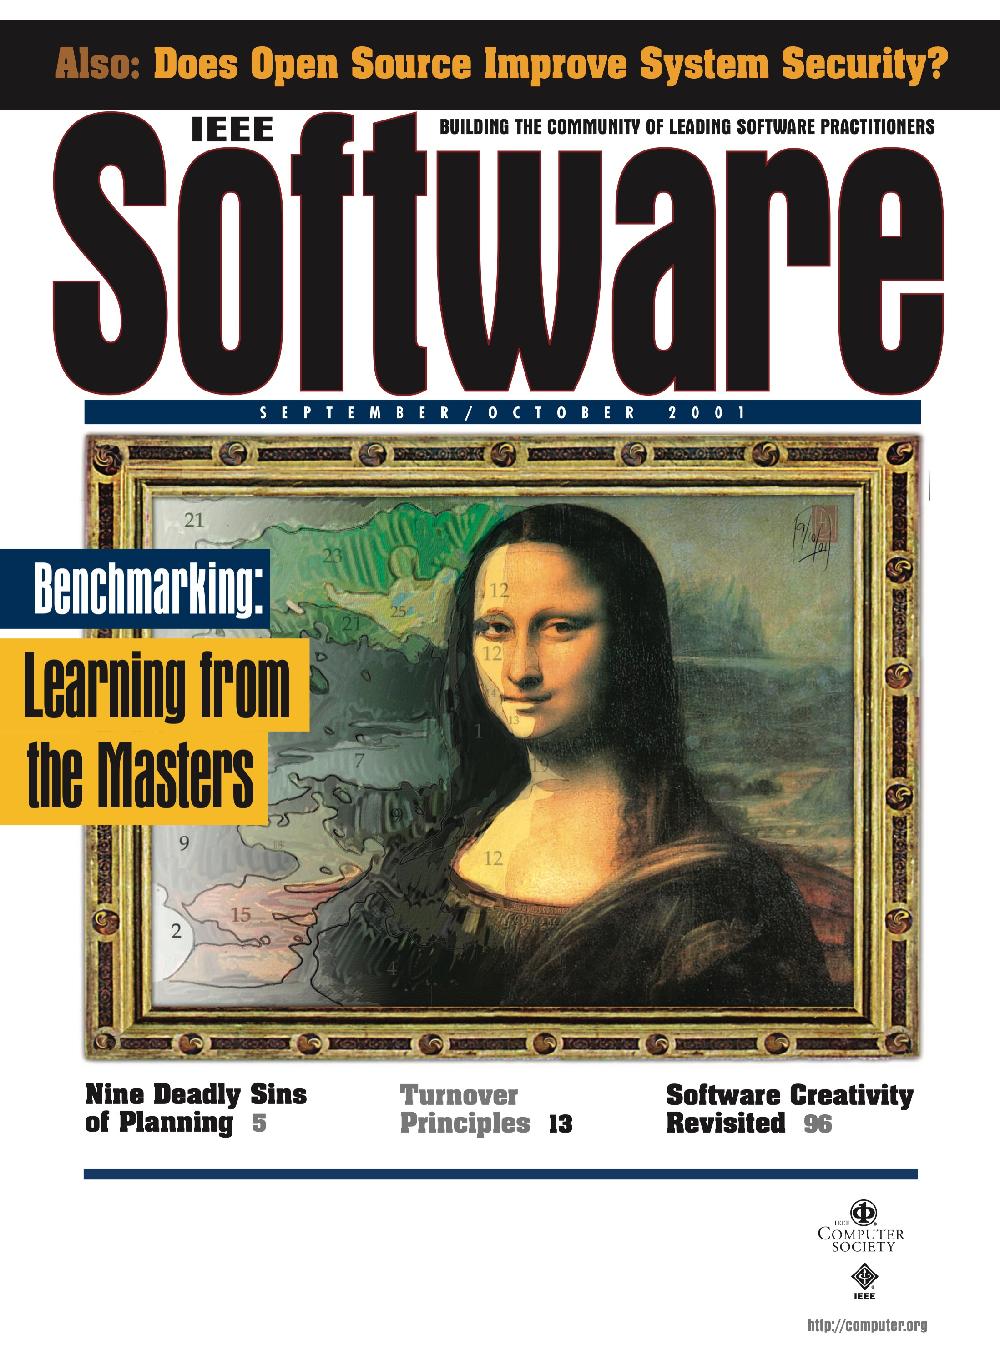 Also: Does Open Source Improve System Security?
IEEE
BUILDING THE COMMUNITY OF LEADING SOFTWARE PRACTITIONERS
Software
SEPTEMBER/OCTOBER 2001
21
23
25
21
12
12
14
13
1
7
9
9
12
15
2
4
Benchmarking:
Learning from
the Masters
Nine Deadly Sins
of Planning 5
Turnover
Principles 13
Software Creativity
Revisited 96
IEEE
COMPUTER
SOCIETY
IEEE
http://computer.org